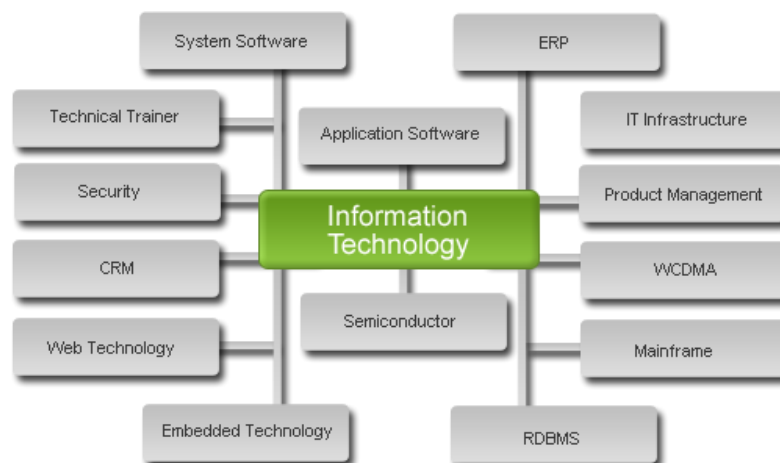 System Software
ERP
Technical Trainer
Application Software
IT Infrastructure
Security
Information
Technology
Product Management
CRM
WCDMA
Semiconductor
Web Technology
Mainframe
Embedded Technology
RDBMS